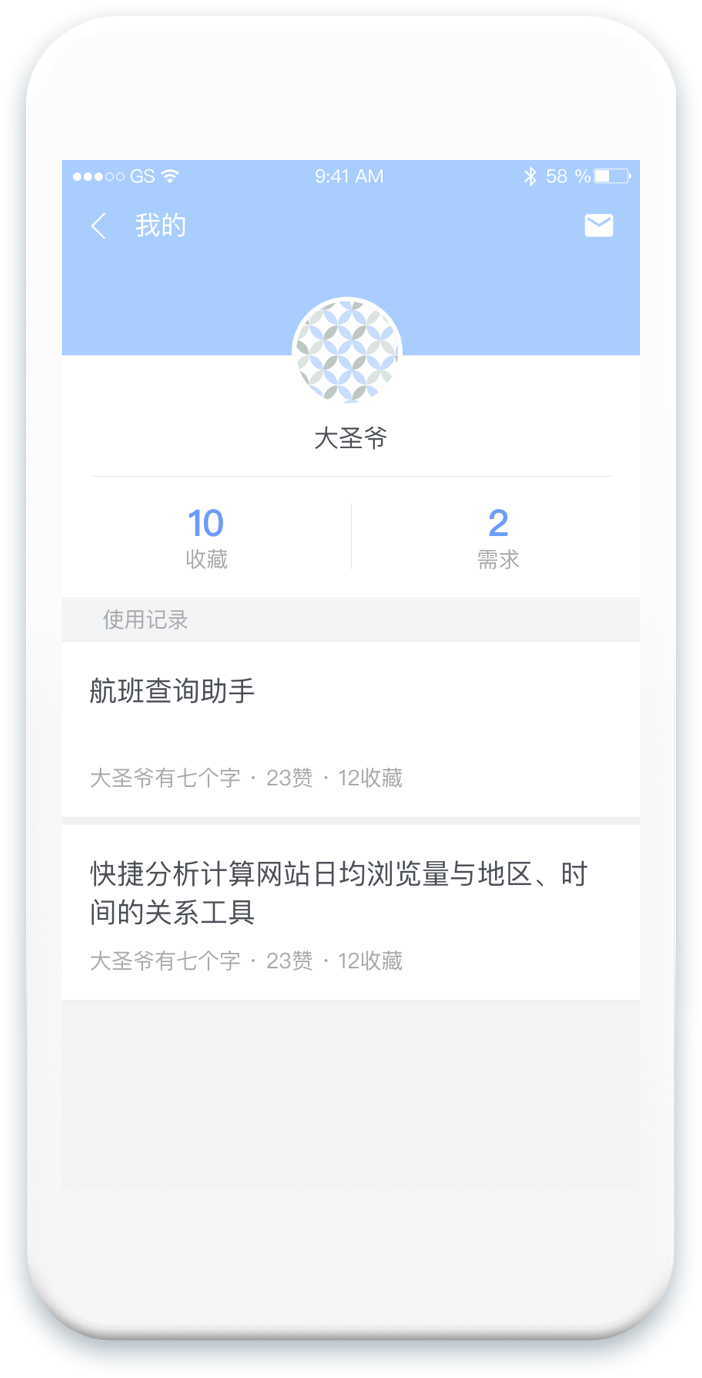 GS 9:41 AM 58 %
我的
大圣爷
10 2
收藏 需求
使用记录
航班查询助手
大圣爷有七个字 · 23赞 · 12收藏
快捷分析计算网站日均浏览量与地区、时
间的关系工具
大圣爷有七个字 · 23赞 · 12收藏